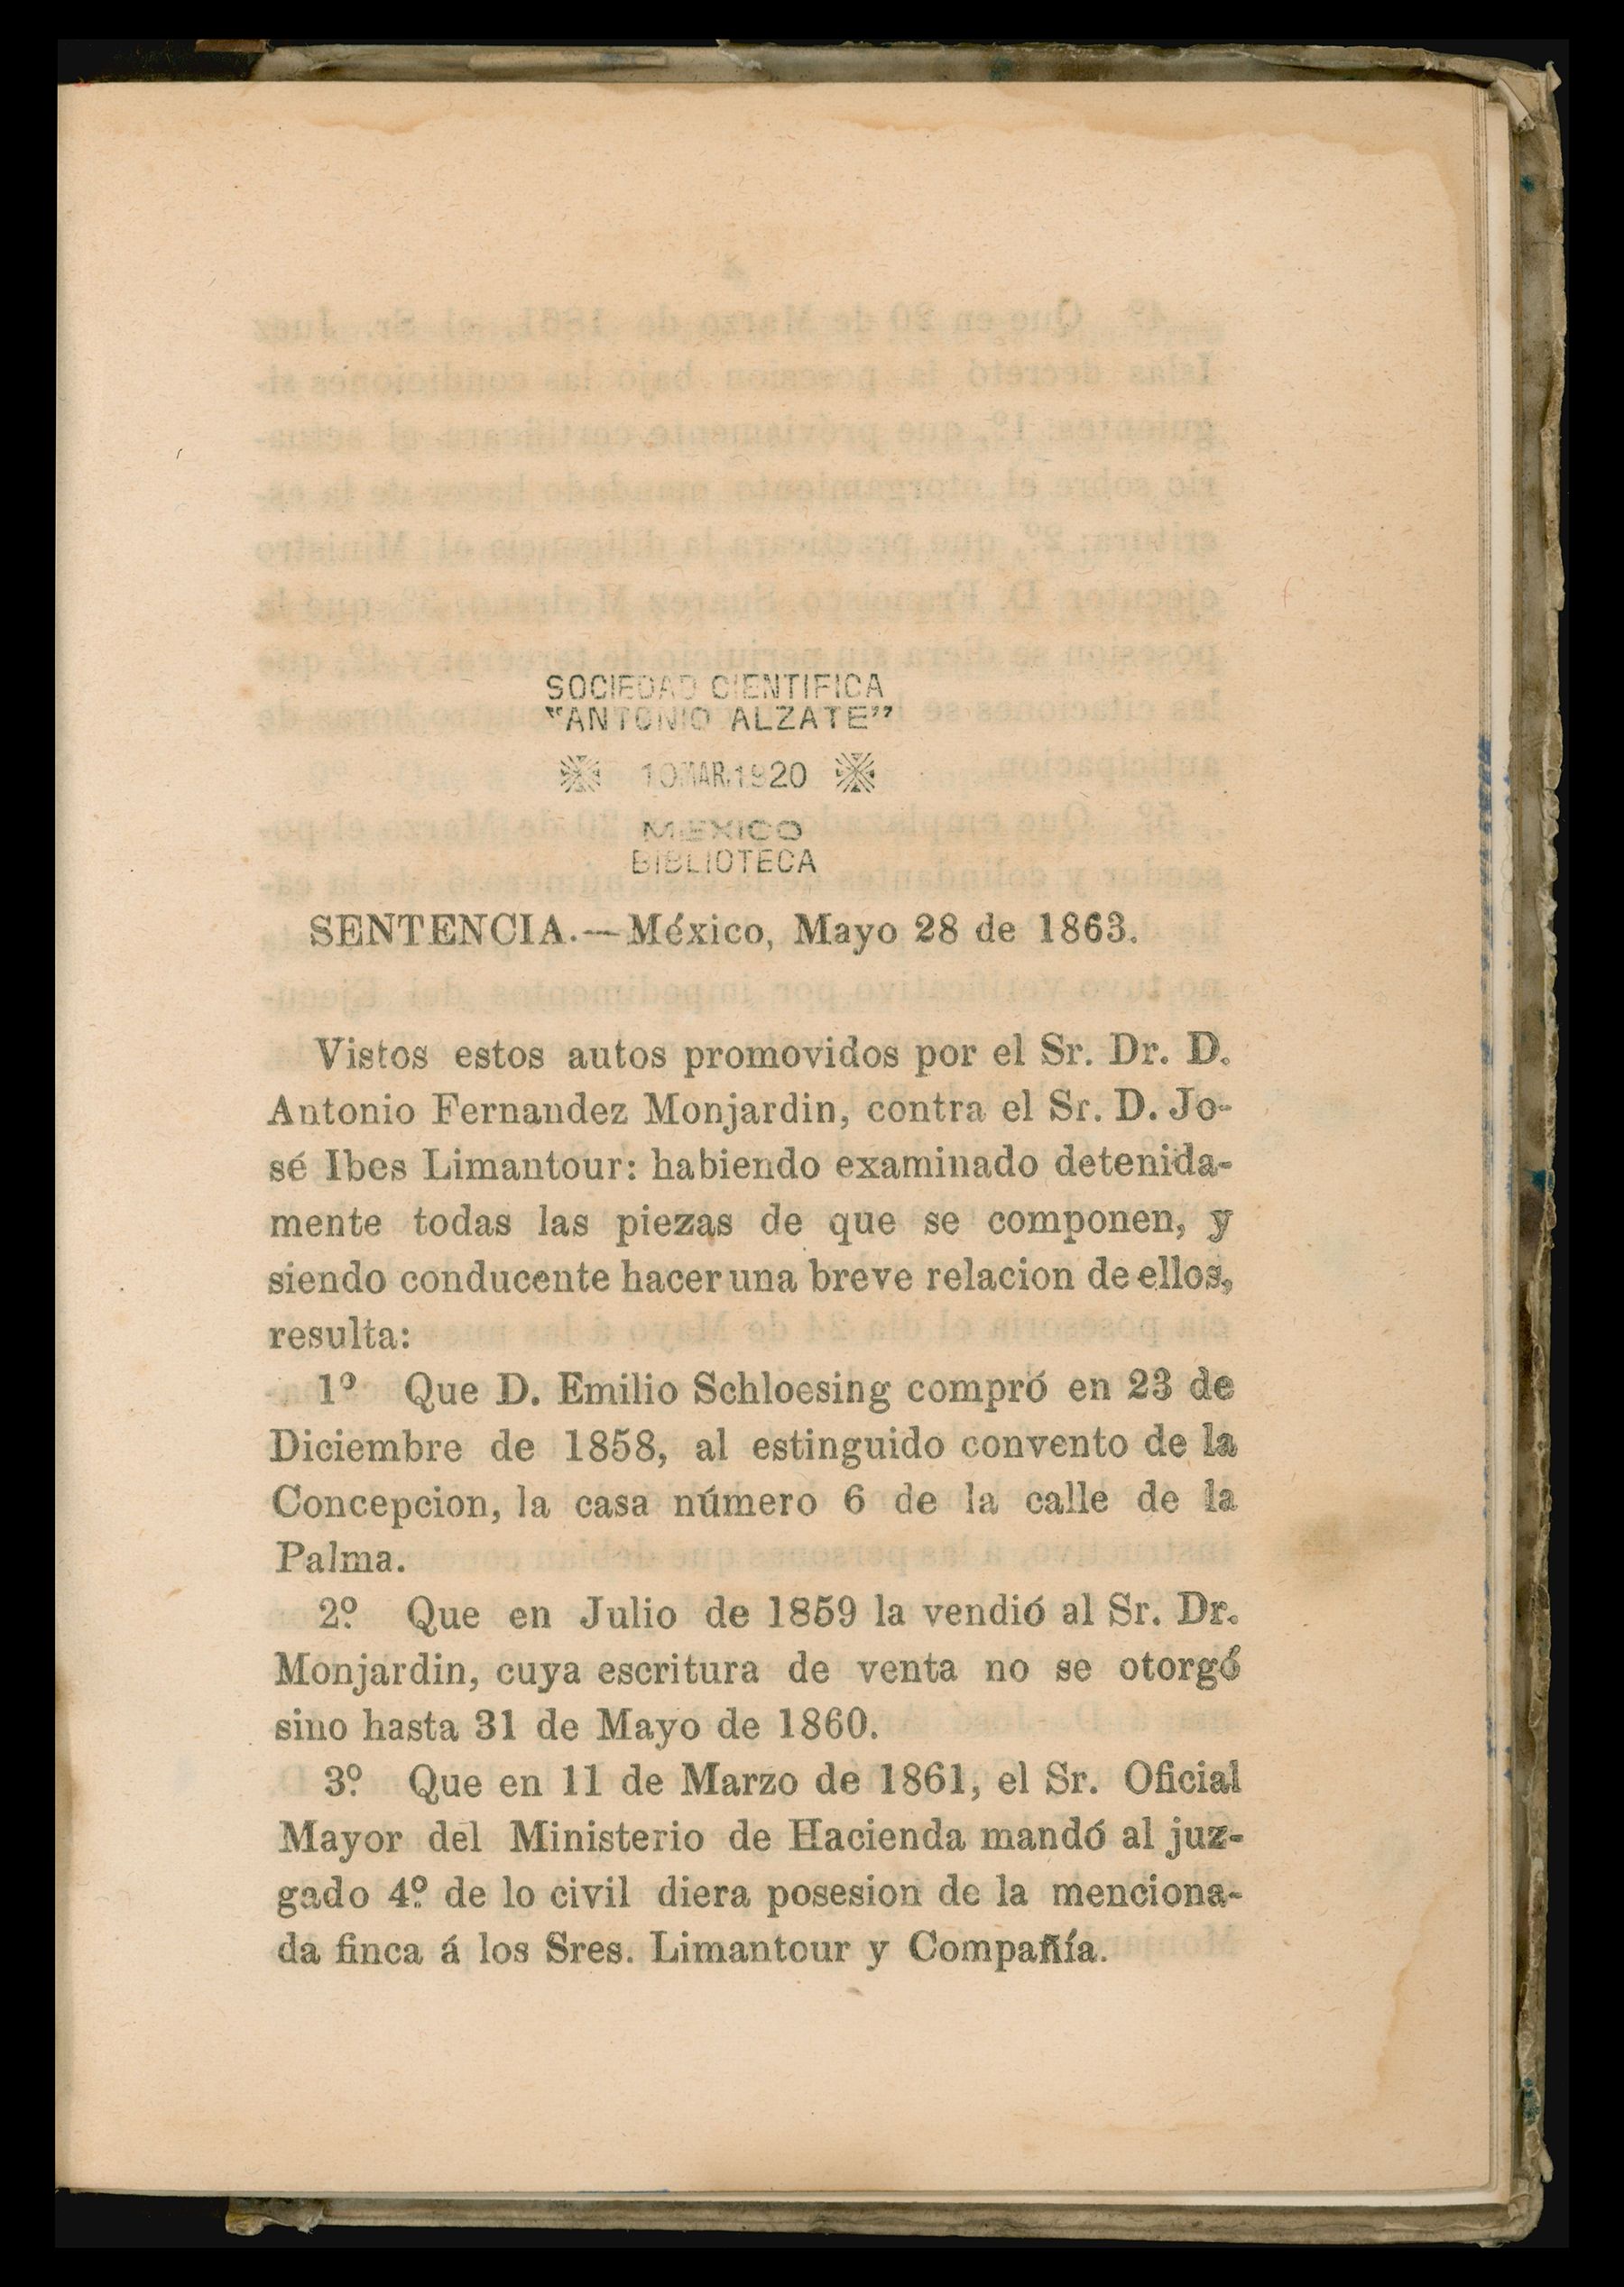 SOCIEDAD CIENTIFICA
"ANTONIO ALZATE"
10 MAR. 1920
MEXICO
BIBLIOTECA
SENTENCIA.—México, Mayo 28 de 1863.
Vistos estos autos promovidos por el Sr. Dr. D.
Antonio Fernandez Monjardin, contra el Sr. D. Jo-
sé Ibes Limantour: habiendo examinado detenida-
mente todas las piezas de que se componen, y
siendo conducente hacer una breve relacion de ellos,
resulta:
1º Que D. Emilio Schloesing compró en 23 de
Diciembre de 1858, al estinguido convento de la
Concepcion, la casa número 6 de la calle de la
Palma.
2º Que en Julio de 1859 la vendió al Sr. Dr.
Monjardin, cuya escritura de venta no se otorgó
sino hasta 31 de Mayo de 1860.
3º Que en 11 de Marzo de 1861, el Sr. Oficial
Mayor del Ministerio de Hacienda mandó al juz-
gado 4º de lo civil diera posesion de la menciona-
da finca á los Sres. Limantour y Compañía.